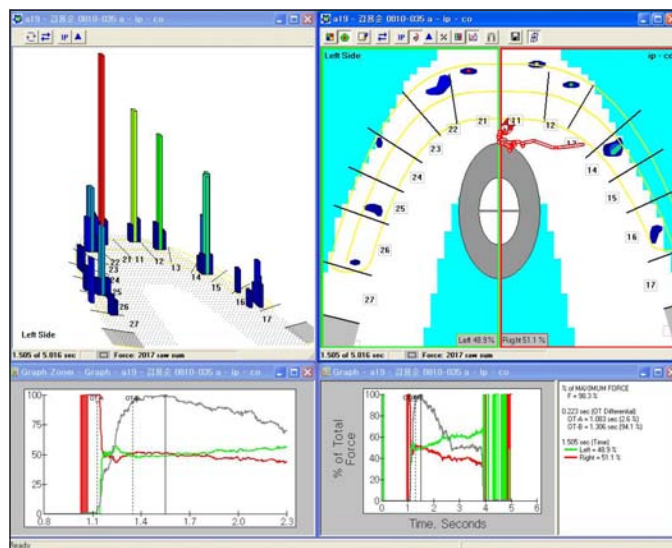 a19 - 김용순 0810-035 a - ip - co
a19 - 김용순 0810-035 a - ip - co
IP
IP
Left Side
ip - co
21
11
22
12
23
13
24
14
25
15
26
16
27
17
21 11 12 13 14 15 16 17
22
23
24
25
26
27
Left Side
Left 48.9%
Right 51.1 %
1.505 of 5.016 sec
Force: 2017 raw sum
1.505 of 5.016 sec
Force: 2017 raw sum
Graph Zoom - Graph - a19 - 김용순 0810-035 a - ip - co
Graph - a19 - 김용순 0810-035 a - ip - co
100
75
50
25
0
0.8 1.1 1.4 1.7 2.0 2.3
% of Total
Force
100
80
60
40
20
0
0 1 2 3 4 5 6
Time, Seconds
% of MAXIMUM FORCE
F = 98.3%
0.223 sec (OT Differential)
OT-A = 1.083 sec (2.6 %)
OT-B = 1.306 sec (94.1 %)
1.505 sec (Time)
Left = 48.9 %
Right = 51.1 %
Ready